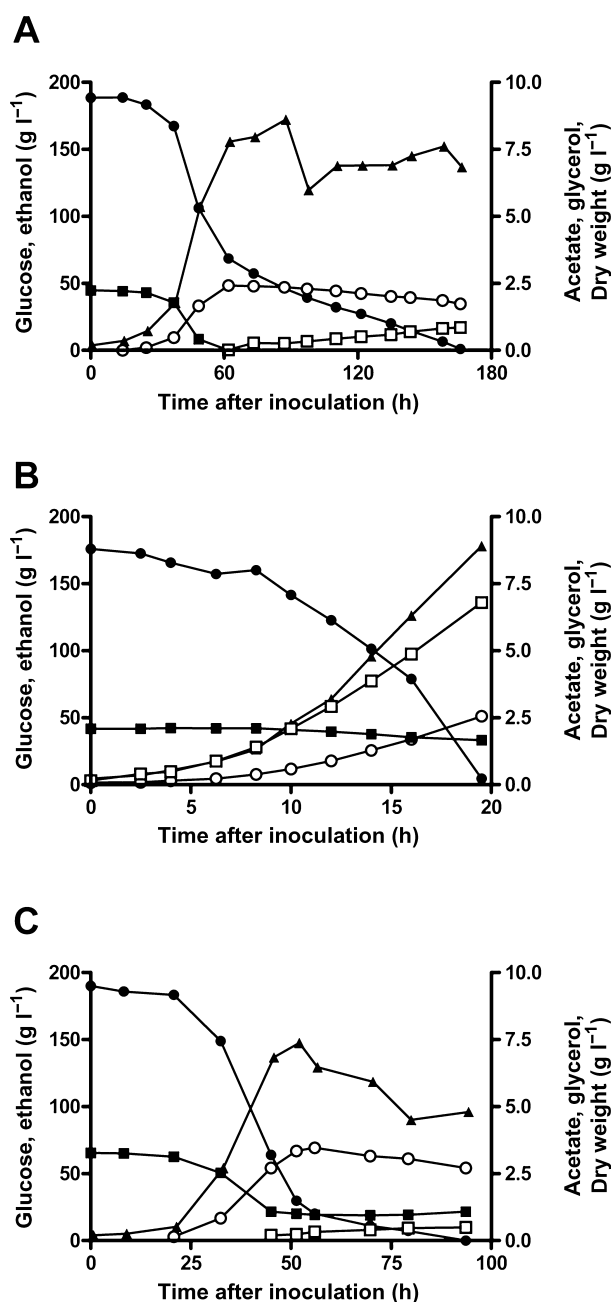 A
200
150
100
50
0
Glucose, ethanol (g l⁻¹)
10.0
7.5
5.0
2.5
0.0
Acetate, glycerol,
Dry weight (g l⁻¹)
0 60 120 180
Time after inoculation (h)
B
200
150
100
50
0
Glucose, ethanol (g l⁻¹)
10.0
7.5
5.0
2.5
0.0
Acetate, glycerol,
Dry weight (g l⁻¹)
0 5 10 15 20
Time after inoculation (h)
C
200
150
100
50
0
Glucose, ethanol (g l⁻¹)
10.0
7.5
5.0
2.5
0.0
Acetate, glycerol,
Dry weight (g l⁻¹)
0 25 50 75 100
Time after inoculation (h)